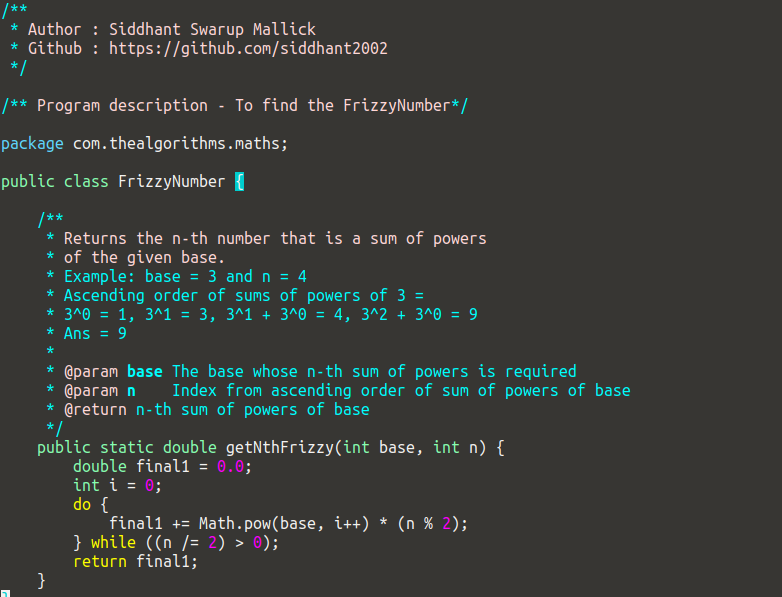 /**
 * Author : Siddhant Swarup Mallick
 * Github : https://github.com/siddhant2002
 */

/** Program description - To find the FrizzyNumber*/

package com.thealgorithms.maths;

public class FrizzyNumber {

    /**
     * Returns the n-th number that is a sum of powers
     * of the given base.
     * Example: base = 3 and n = 4
     * Ascending order of sums of powers of 3 =
     * 3^0 = 1, 3^1 = 3, 3^1 + 3^0 = 4, 3^2 + 3^0 = 9
     * Ans = 9
     *
     * @param base The base whose n-th sum of powers is required
     * @param n    Index from ascending order of sum of powers of base
     * @return n-th sum of powers of base
     */
    public static double getNthFrizzy(int base, int n) {
        double final1 = 0.0;
        int i = 0;
        do {
            final1 += Math.pow(base, i++) * (n % 2);
        } while ((n /= 2) > 0);
        return final1;
    }
}